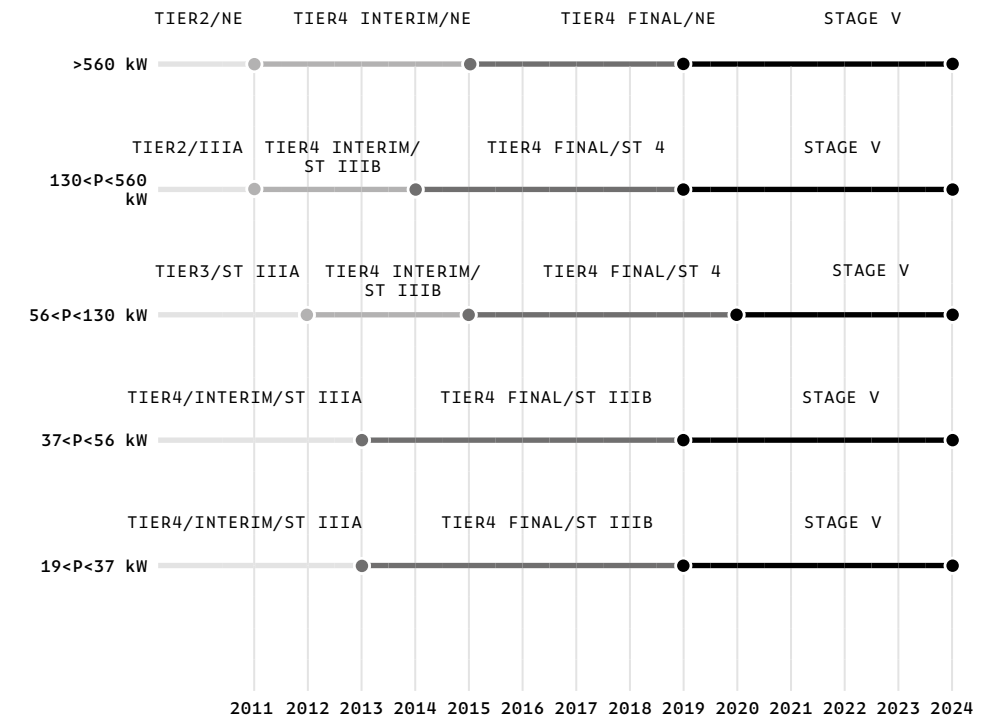 TIER2/NE TIER4 INTERIM/NE TIER4 FINAL/NE STAGE V
>560 kW
TIER2/IIIA TIER4 INTERIM/ TIER4 FINAL/ST 4 STAGE V
ST IIIB
130<P<560
kW
TIER3/ST IIIA TIER4 INTERIM/ TIER4 FINAL/ST 4 STAGE V
ST IIIB
56<P<130 kW
TIER4/INTERIM/ST IIIA TIER4 FINAL/ST IIIB STAGE V
37<P<56 kW
TIER4/INTERIM/ST IIIA TIER4 FINAL/ST IIIB STAGE V
19<P<37 kW
2011 2012 2013 2014 2015 2016 2017 2018 2019 2020 2021 2022 2023 2024